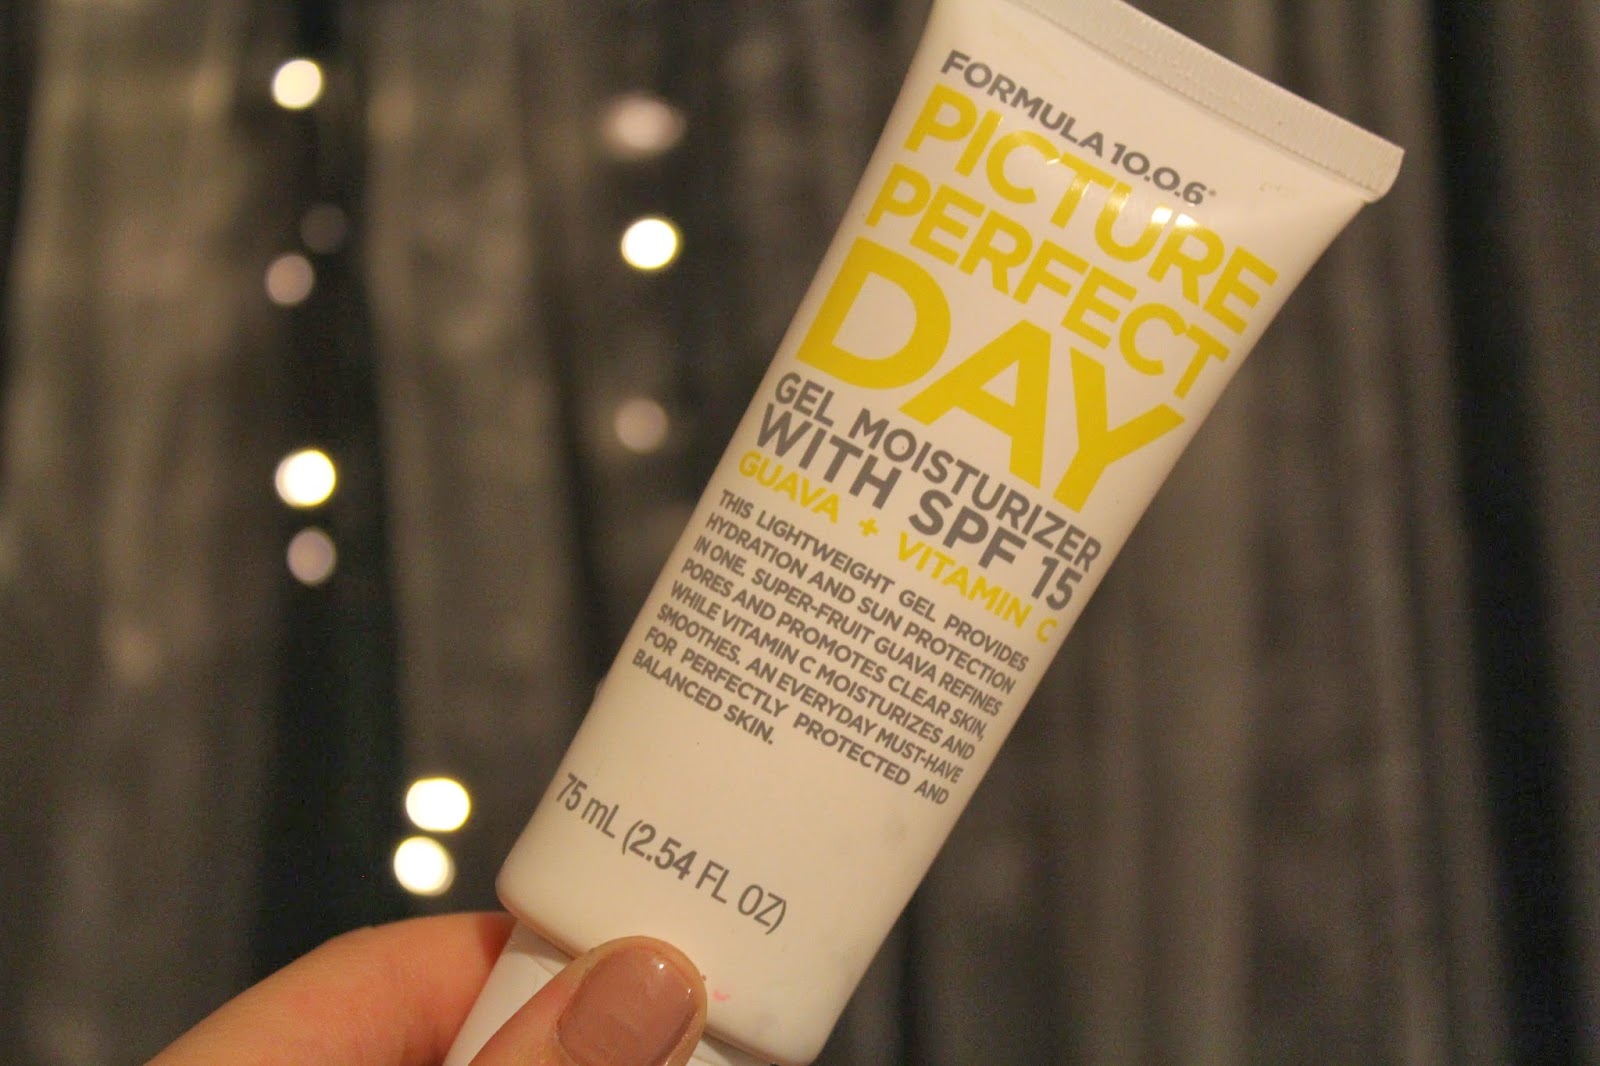 FORMULA 10.0.6®
PICTURE
PERFECT
DAY
GEL MOISTURIZER
WITH SPF 15
GUAVA + VITAMIN C
THIS LIGHTWEIGHT GEL PROVIDES
HYDRATION AND SUN PROTECTION
IN ONE. SUPER-FRUIT GUAVA REFINES
PORES AND PROMOTES CLEAR SKIN,
WHILE VITAMIN C MOISTURIZES AND
SMOOTHES. AN EVERYDAY MUST-HAVE
FOR PERFECTLY PROTECTED AND
BALANCED SKIN.
75 mL (2.54 FL OZ)